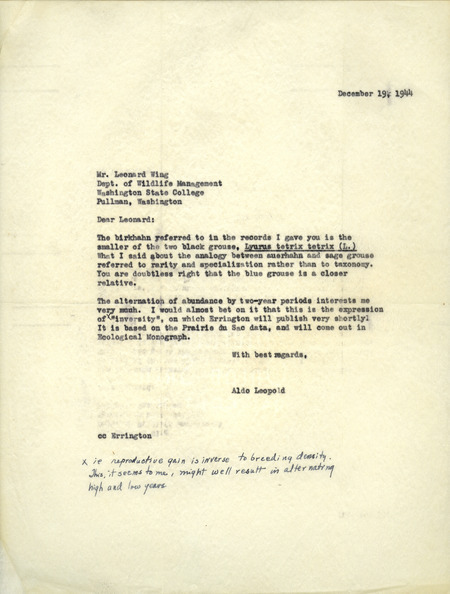 December 19, 1944
Mr. Leonard Wing
Dept. of Wildlife Management
Washington State College
Pullman, Washington
Dear Leonard:
The birkhahn yeferred to in the records I gave you is the
smaller of the two black grouse, Lyurus tetrix tetrix (L.)
What I said about the analogy between auerhahn and sage grouse
referred to rarity and specialization rather than to taxonomy.
You are doubtless right that the blue grouse is a closer
relative.
The alternation of abundance by two-year periods interests me
very much. I would almost bet on it that this is the expression
of x"inversity", on which Errington will publish very shortly!
It is based on the Prairie du Sac data, and will come out in
Ecological Monograph.
With best regards,
Aldo Leopold
cc Errington
x ie reproductive gain is inverse to breeding density.
This, it seems to me, might well result in alternating
high and low years